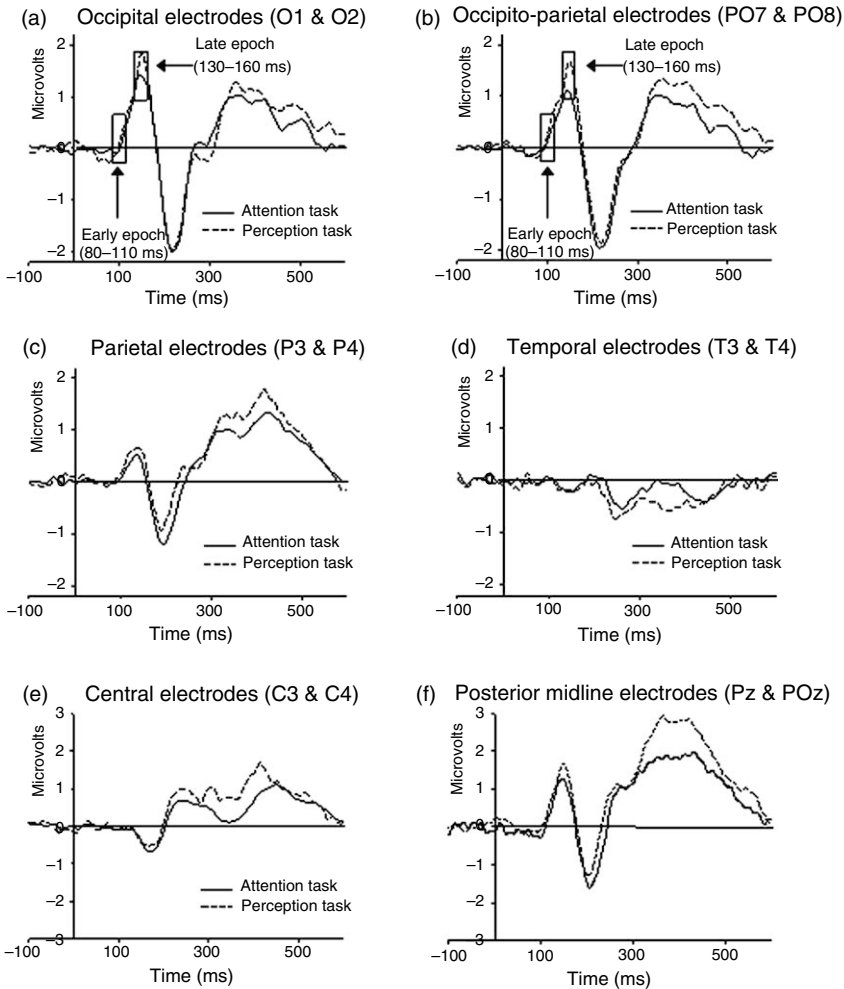 (a) Occipital electrodes (O1 & O2)
Microvolts
2
1
0
−1
−2
Late epoch
(130–160 ms)
Early epoch
(80–110 ms)
Attention task
Perception task
−100 100 300 500
Time (ms)
(b) Occipito-parietal electrodes (PO7 & PO8)
Microvolts
2
1
0
−1
−2
Late epoch
(130–160 ms)
Early epoch
(80–110 ms)
Attention task
Perception task
−100 100 300 500
Time (ms)
(c) Parietal electrodes (P3 & P4)
Microvolts
2
1
0
−1
−2
Attention task
Perception task
−100 100 300 500
Time (ms)
(d) Temporal electrodes (T3 & T4)
Microvolts
2
1
0
−1
−2
Attention task
Perception task
−100 100 300 500
Time (ms)
(e) Central electrodes (C3 & C4)
Microvolts
3
2
1
0
−1
−2
−3
Attention task
Perception task
−100 100 300 500
Time (ms)
(f) Posterior midline electrodes (Pz & POz)
Microvolts
3
2
1
0
−1
−2
−3
−100 100 300 500
Time (ms)